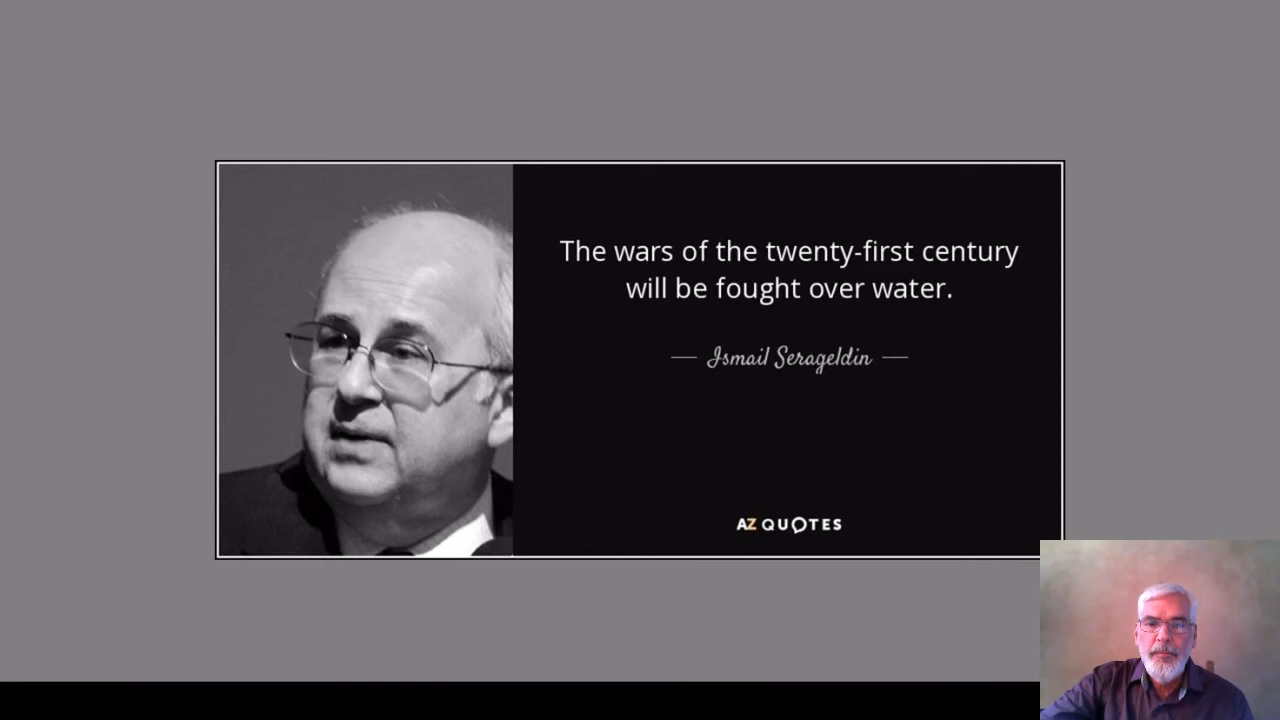 The wars of the twenty-first century
will be fought over water.
Ismail Serageldin
AZ QUOTES